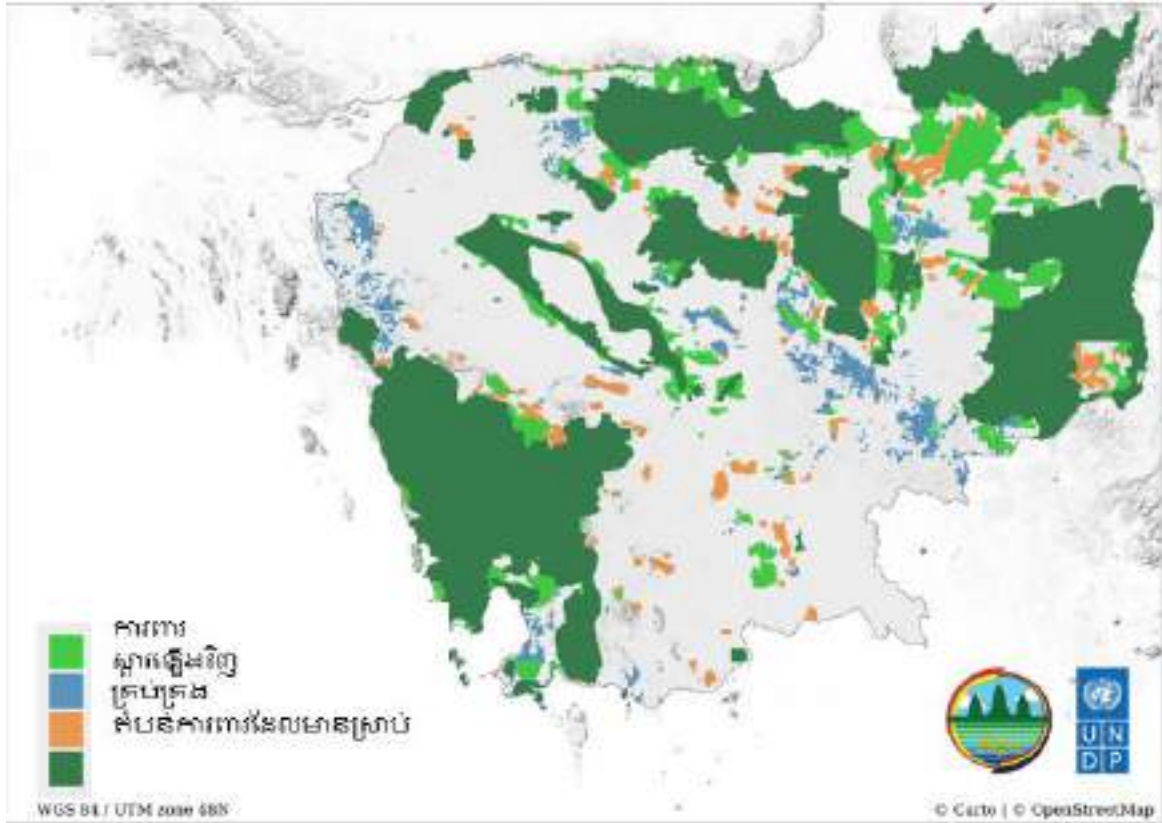 ការពារ
ស្តារឡើងវិញ
គ្រប់គ្រង
តំបន់ការពារដែលមានស្រាប់
UN
DP
WGS 84 / UTM zone 48N
© Carto | © OpenStreetMap